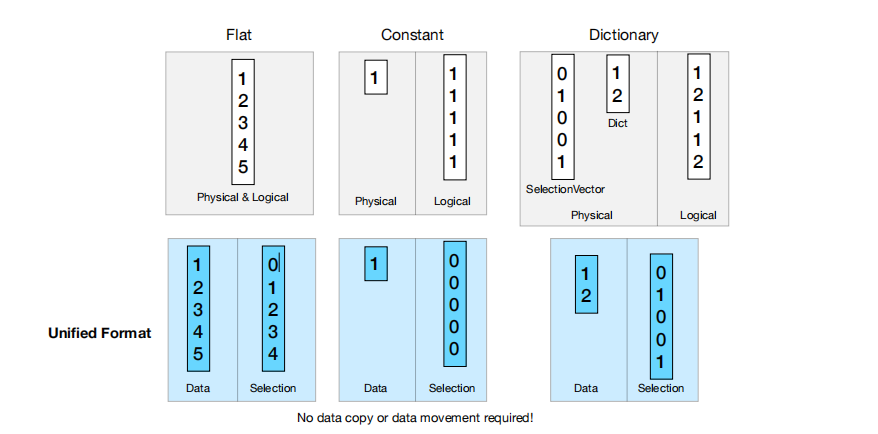 Flat
Constant
Dictionary
1
2
3
4
5
Physical & Logical
1
Physical
1
1
1
1
1
Logical
0
1
0
0
1
SelectionVector
1
2
Dict
Physical
1
2
1
1
2
Logical
Unified Format
1
2
3
4
5
Data
0
1
2
3
4
Selection
1
Data
0
0
0
0
0
Selection
1
2
Data
0
1
0
0
1
Selection
No data copy or data movement required!